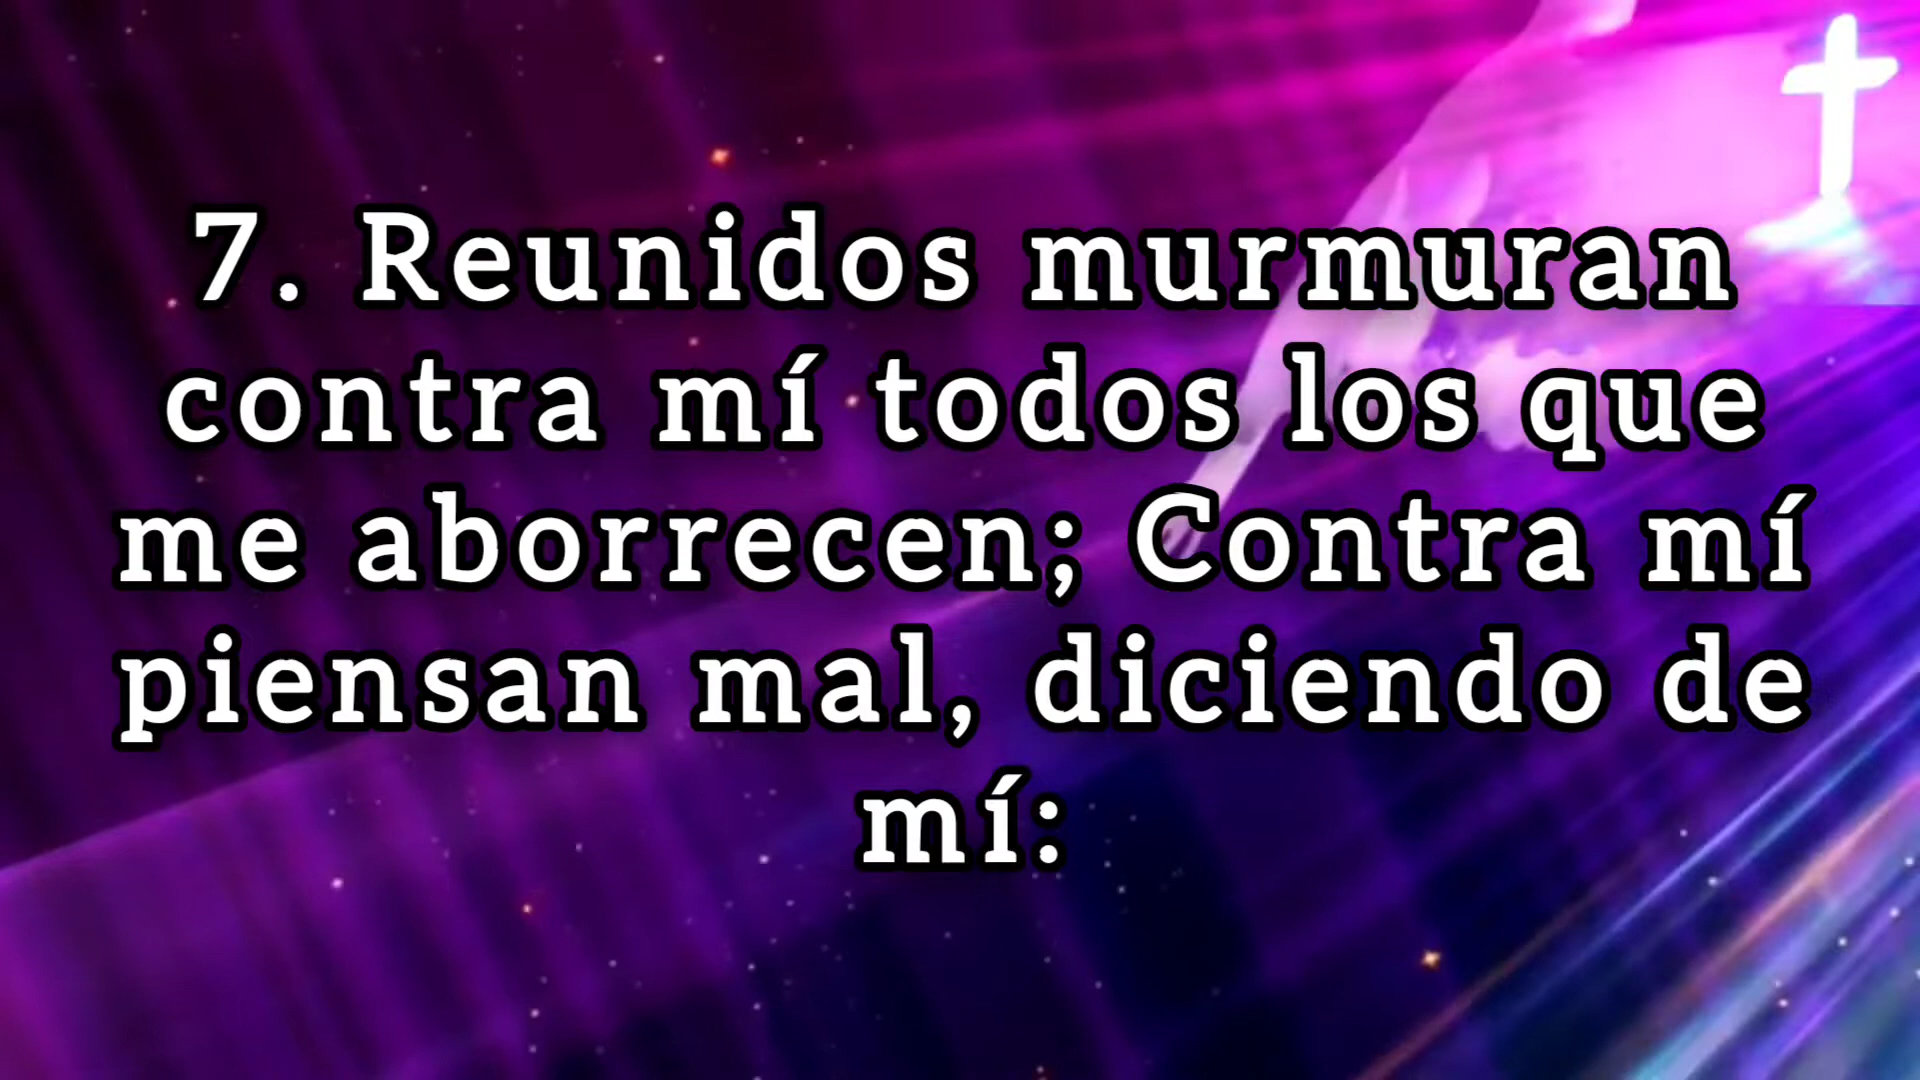 7. Reunidos murmuran
contra mí todos los que
me aborrecen; Contra mí
piensan mal, diciendo de
mí: